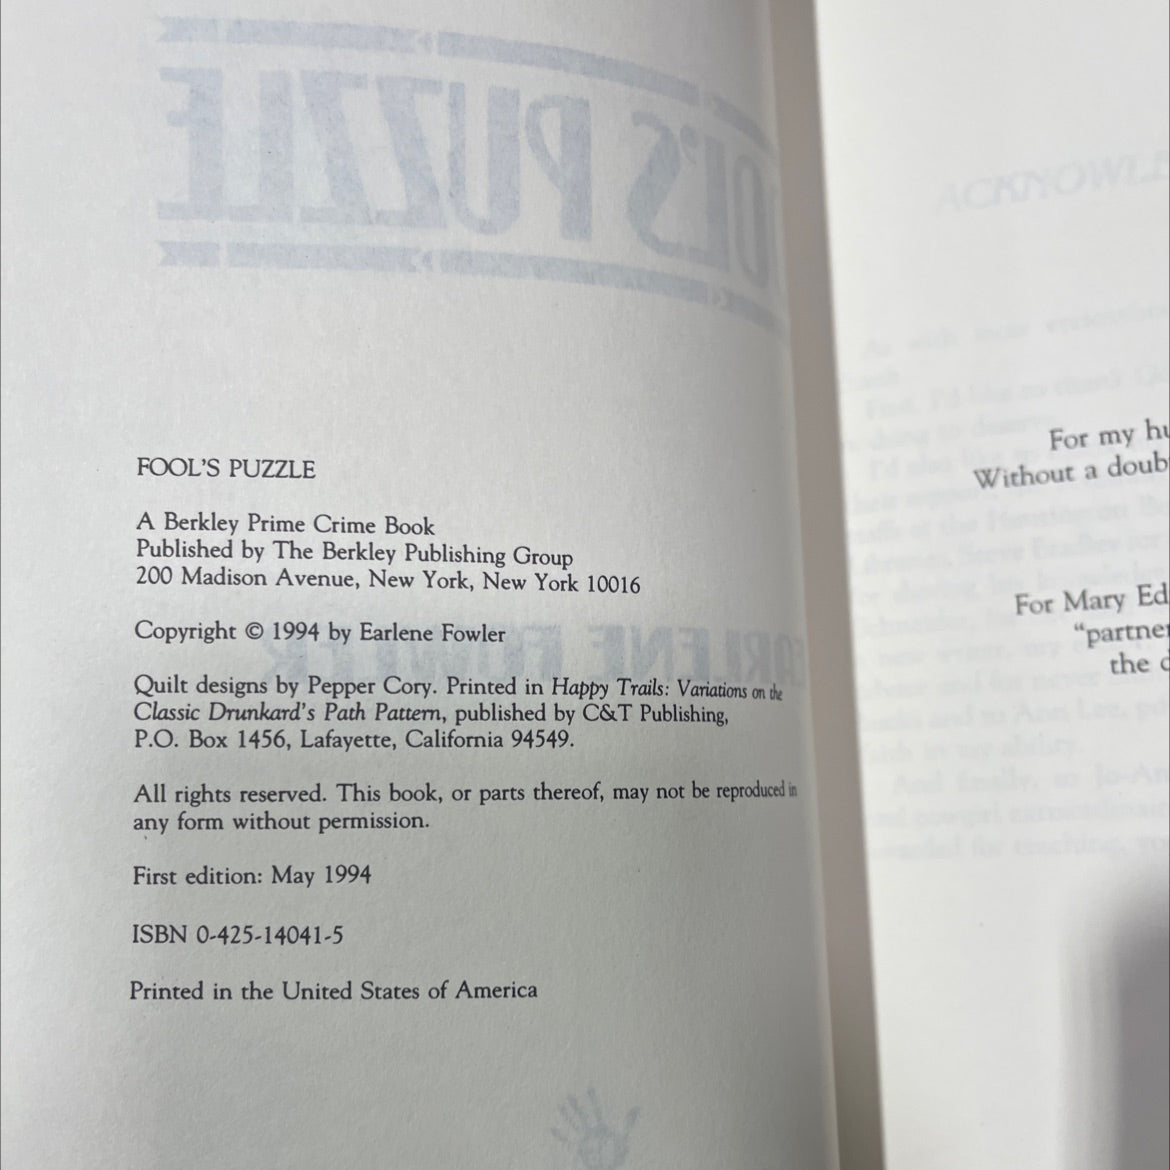 FOOL'S PUZZLE
A Berkley Prime Crime Book
Published by The Berkley Publishing Group
200 Madison Avenue, New York, New York 10016
Copyright © 1994 by Earlene Fowler
Quilt designs by Pepper Cory. Printed in Happy Trails: Variations on the
Classic Drunkard's Path Pattern, published by C&T Publishing,
P.O. Box 1456, Lafayette, California 94549.
All rights reserved. This book, or parts thereof, may not be reproduced in
any form without permission.
First edition: May 1994
ISBN 0-425-14041-5
Printed in the United States of America
For my hu
Without a doub
For Mary Ed
“partner
the d